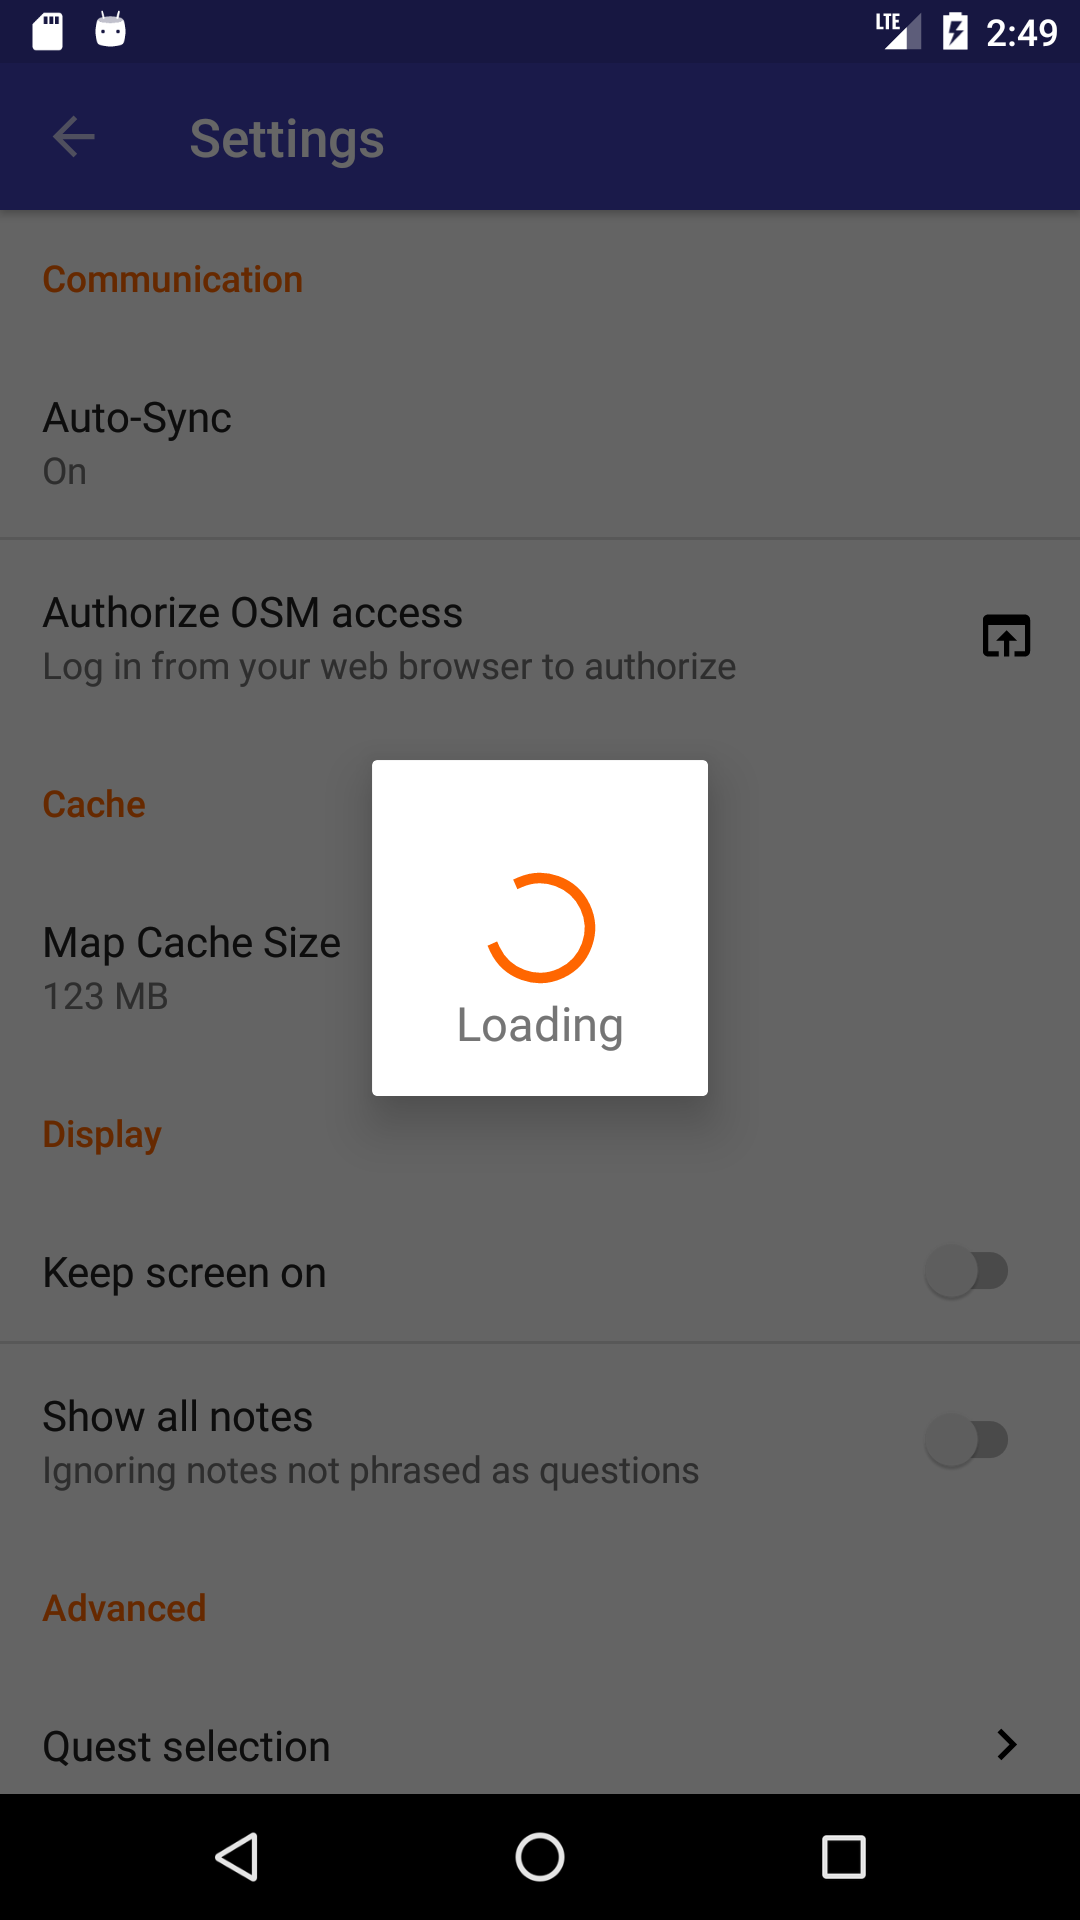 LTE 2:49
Settings
Communication
Auto-Sync
On
Authorize OSM access
Log in from your web browser to authorize
Cache
Map Cache Size
123 MB
Loading
Display
Keep screen on
Show all notes
Ignoring notes not phrased as questions
Advanced
Quest selection